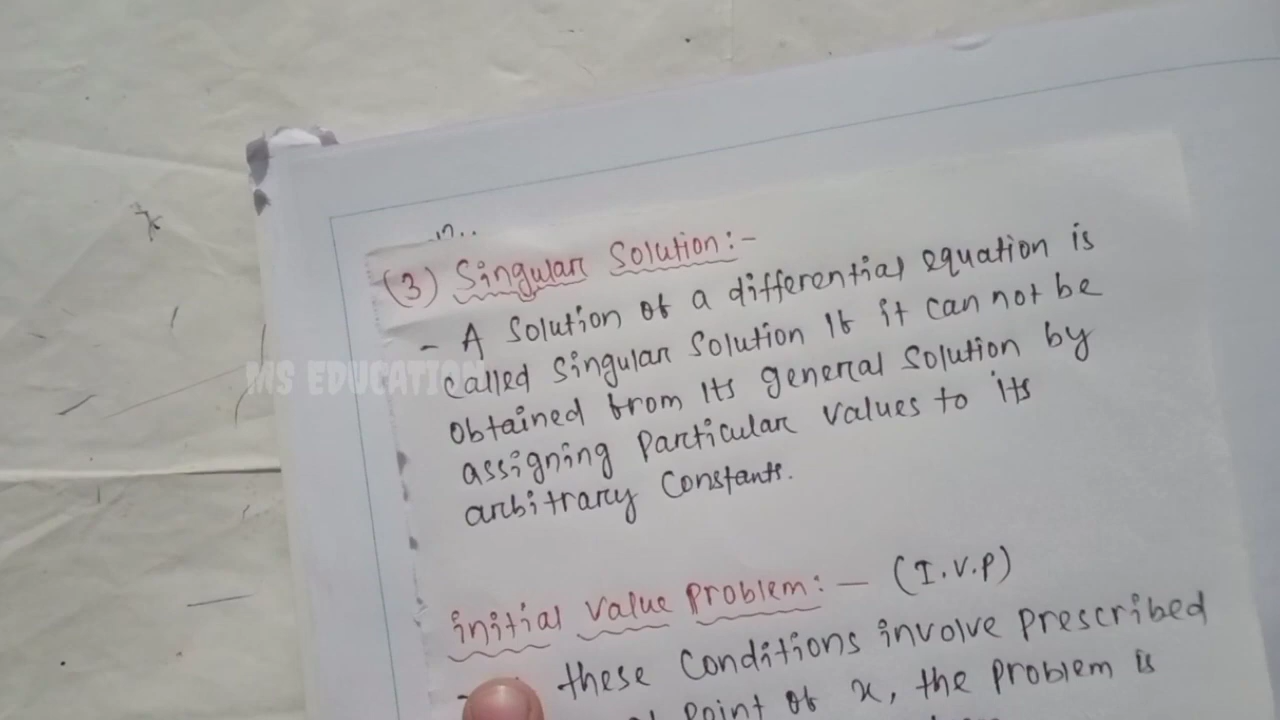 (3) Singular Solution:-
- A Solution of a differential equation is
called Singular Solution If it can not be
obtained from Its general Solution by
assigning Particular values to its
arbitrary Constants.
initial value Problem: — (I.V.P)
- these Conditions involve prescribed
Point of x, the problem is
MS EDUCATION